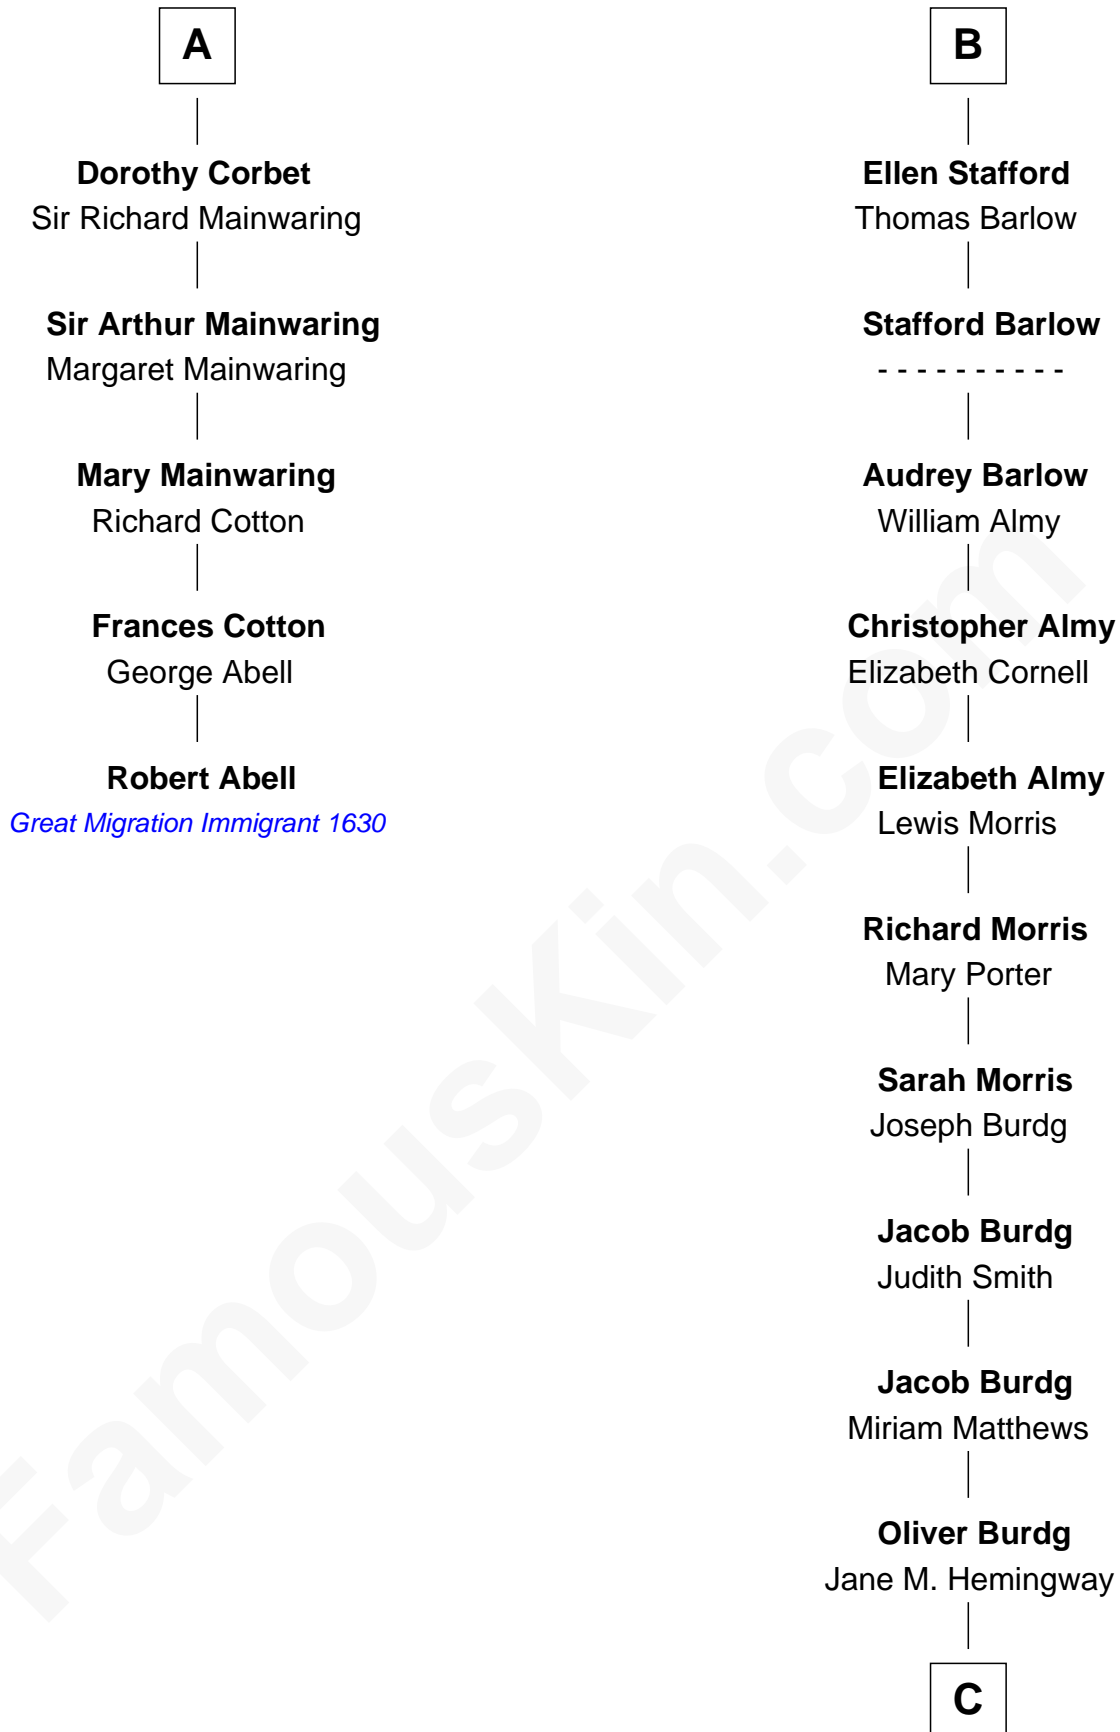 A
Dorothy Corbet
Sir Richard Mainwaring
Sir Arthur Mainwaring
Margaret Mainwaring
Mary Mainwaring
Richard Cotton
Frances Cotton
George Abell
Robert Abell
Great Migration Immigrant 1630
B
Ellen Stafford
Thomas Barlow
Stafford Barlow
- - - - - - - - - -
Audrey Barlow
William Almy
Christopher Almy
Elizabeth Cornell
Elizabeth Almy
Lewis Morris
Richard Morris
Mary Porter
Sarah Morris
Joseph Burdg
Jacob Burdg
Judith Smith
Jacob Burdg
Miriam Matthews
Oliver Burdg
Jane M. Hemingway
C
FamousKin.com